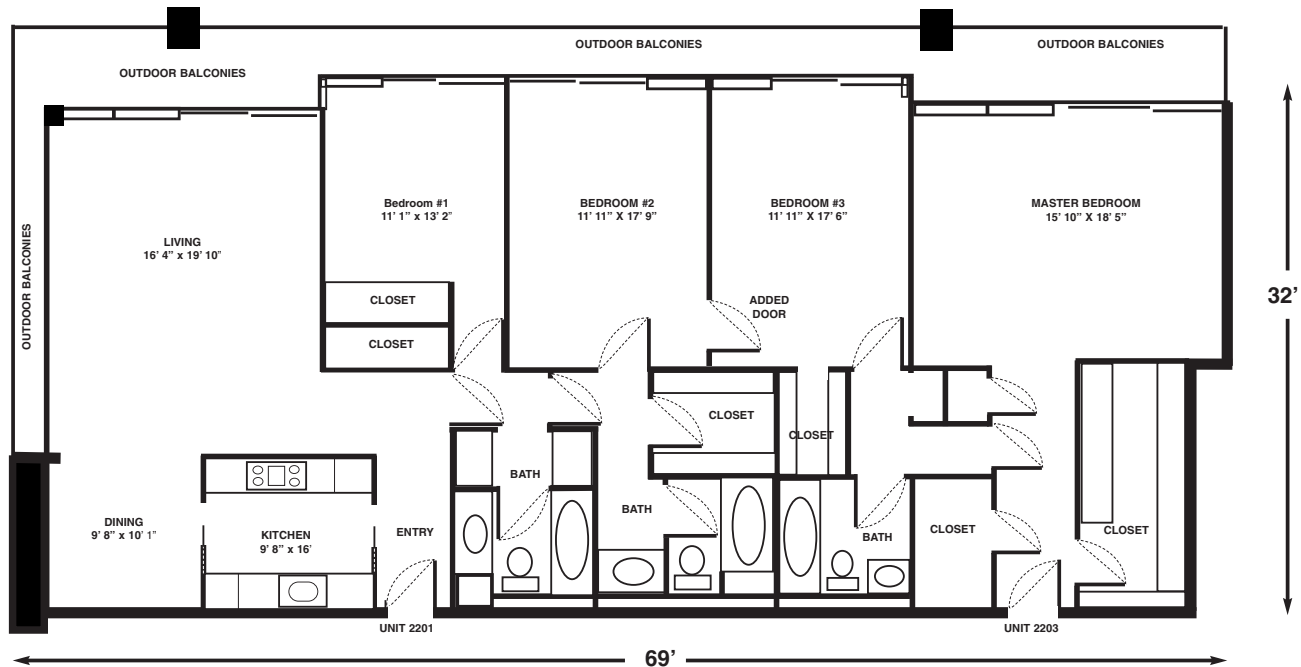 OUTDOOR BALCONIES
OUTDOOR BALCONIES
OUTDOOR BALCONIES
OUTDOOR BALCONIES
LIVING
16’ 4” x 19’ 10”
Bedroom #1
11’ 1” x 13’ 2”
BEDROOM #2
11’ 11” X 17’ 9”
BEDROOM #3
11’ 11” X 17’ 6”
MASTER BEDROOM
15’ 10” X 18’ 5”
32’
CLOSET
CLOSET
ADDED
DOOR
CLOSET
CLOSET
BATH
BATH
BATH
CLOSET
CLOSET
DINING
9’ 8” x 10’ 1”
KITCHEN
9’ 8” x 16’
ENTRY
UNIT 2201
UNIT 2203
69’